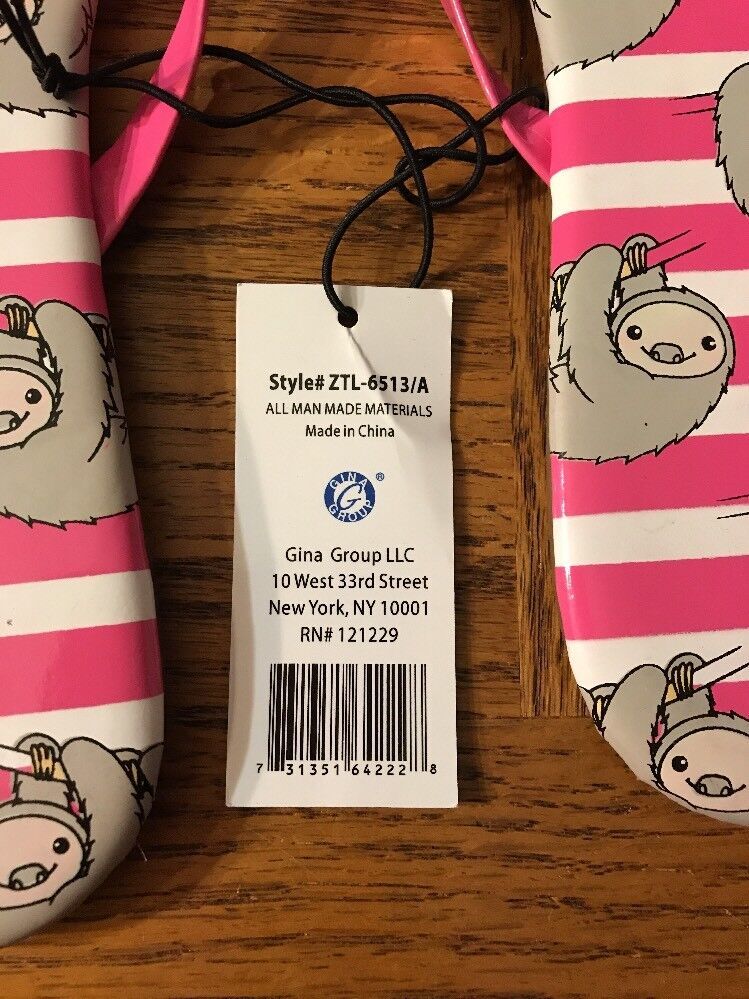 Style# ZTL-6513/A
ALL MAN MADE MATERIALS
Made in China
GINA G GROUP ®
Gina Group LLC
10 West 33rd Street
New York, NY 10001
RN# 121229
7 31351 64222 8